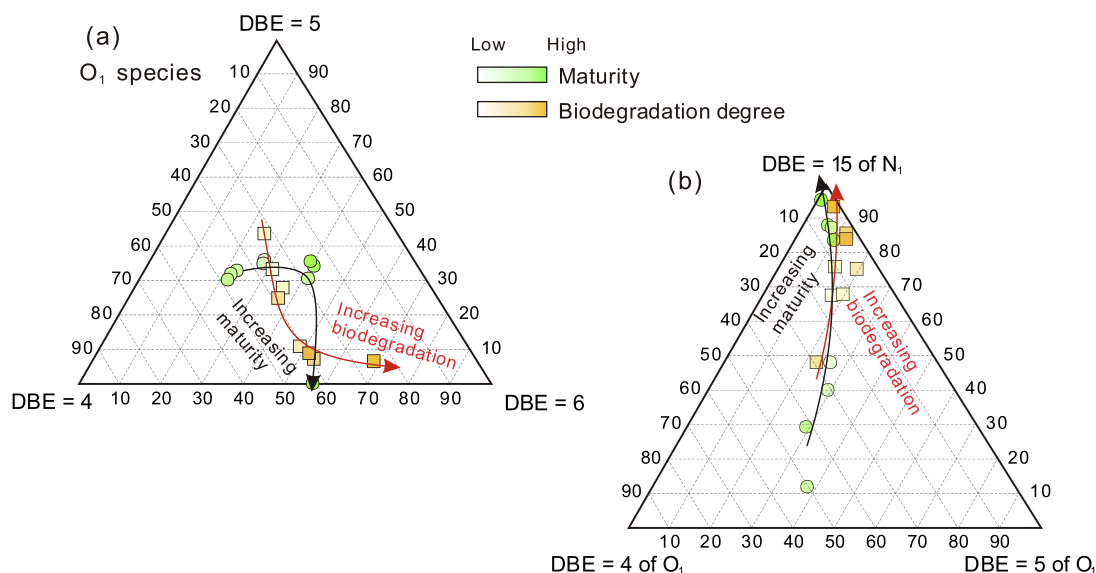 (a)
DBE = 5
O₁ species
10 90
20 80
30 70
40 60
50 50
60 40
70 30
80 20
90 10
DBE = 4
10 20 30 40 50 60 70 80 90
DBE = 6
Increasing
maturity
Increasing
biodegradation
Low High
Maturity
Biodegradation degree
(b)
DBE = 15 of N₁
10 90
20 80
30 70
40 60
50 50
60 40
70 30
80 20
90 10
10 20 30 40 50 60 70 80 90
DBE = 4 of O₁
DBE = 5 of O₁
Increasing
maturity
Increasing
biodegradation